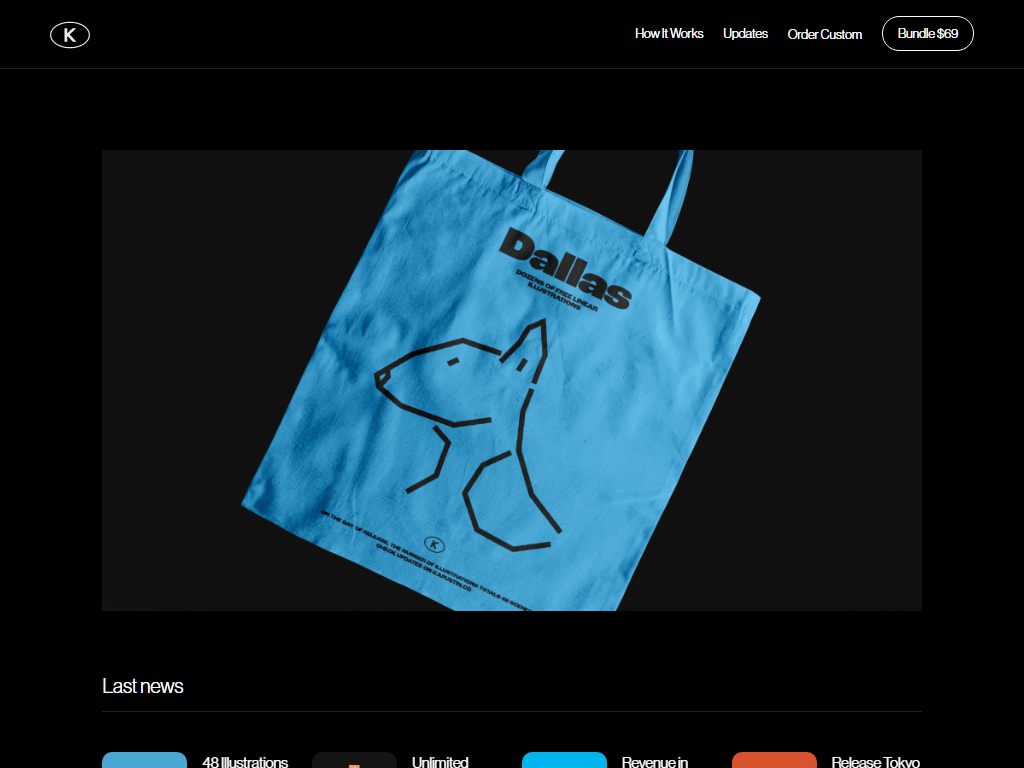 K
How It Works
Updates
Order Custom
Bundle $69
Dallas
DOZENS OF FREE LINEAR
ILLUSTRATIONS
K
ON THE DAY OF RELEASE, THE NUMBER OF ILLUSTRATIONS TOTALS 48
CHECK UPDATES ON KAPUSTIN.CO
Last news
48 Illustrations
Unlimited
Revenue in
Release Tokyo